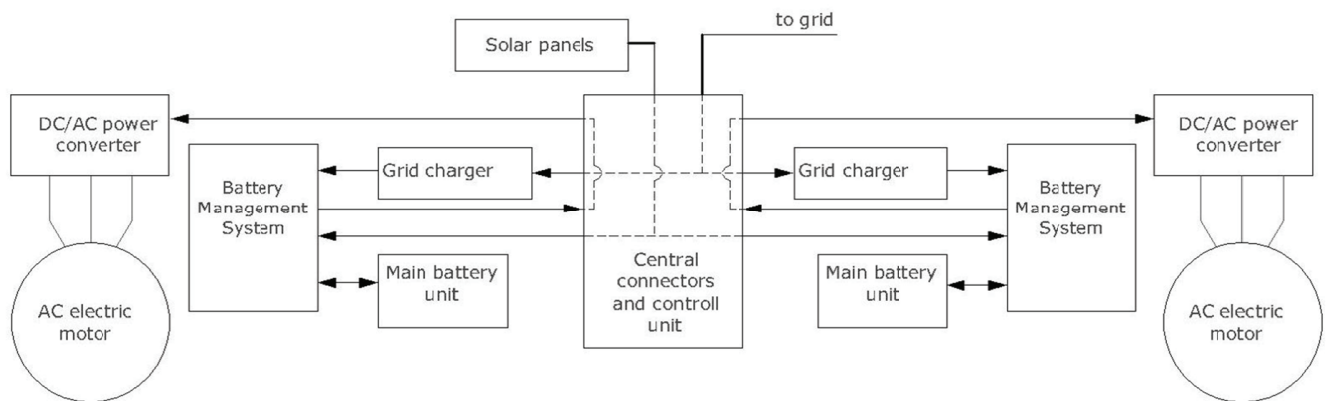 to grid
Solar panels
DC/AC power
converter
Grid charger
Battery
Management
System
Main battery
unit
AC electric
motor
Central
connectors
and controll
unit
Grid charger
Battery
Management
System
Main battery
unit
DC/AC power
converter
AC electric
motor